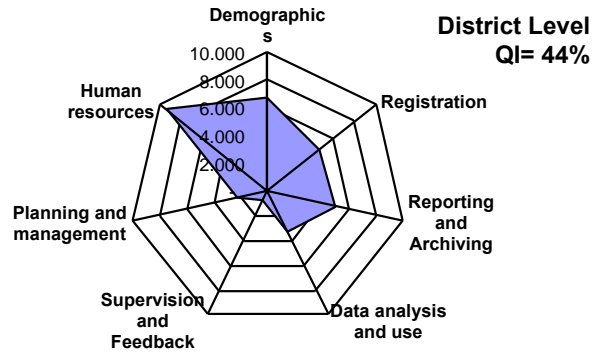 Demographic
s
District Level
QI= 44%
10.000
8.000
6.000
4.000
2.000
-
Human
resources
Registration
Planning and
management
Reporting
and
Archiving
Supervision
and
Feedback
Data analysis
and use